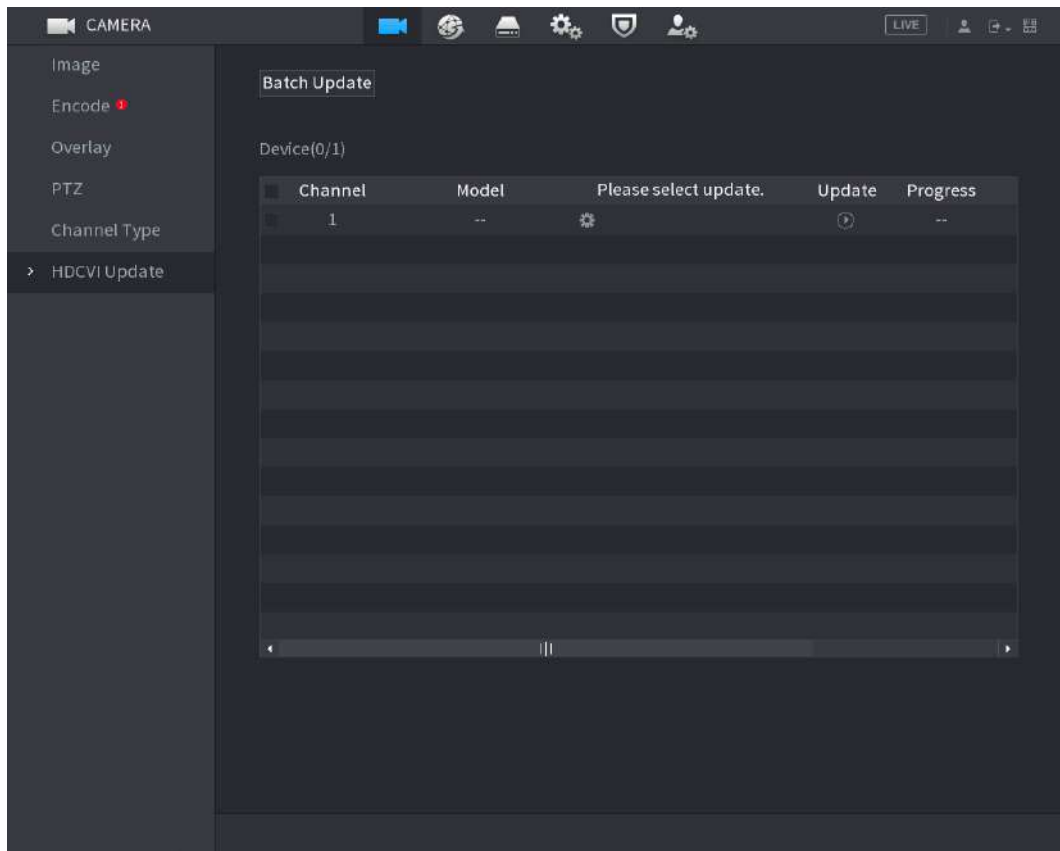 CAMERA
LIVE
Image
Encode
Overlay
PTZ
Channel Type
HDCVI Update
Batch Update
Device(0/1)
Channel Model Please select update. Update Progress
1 -- --